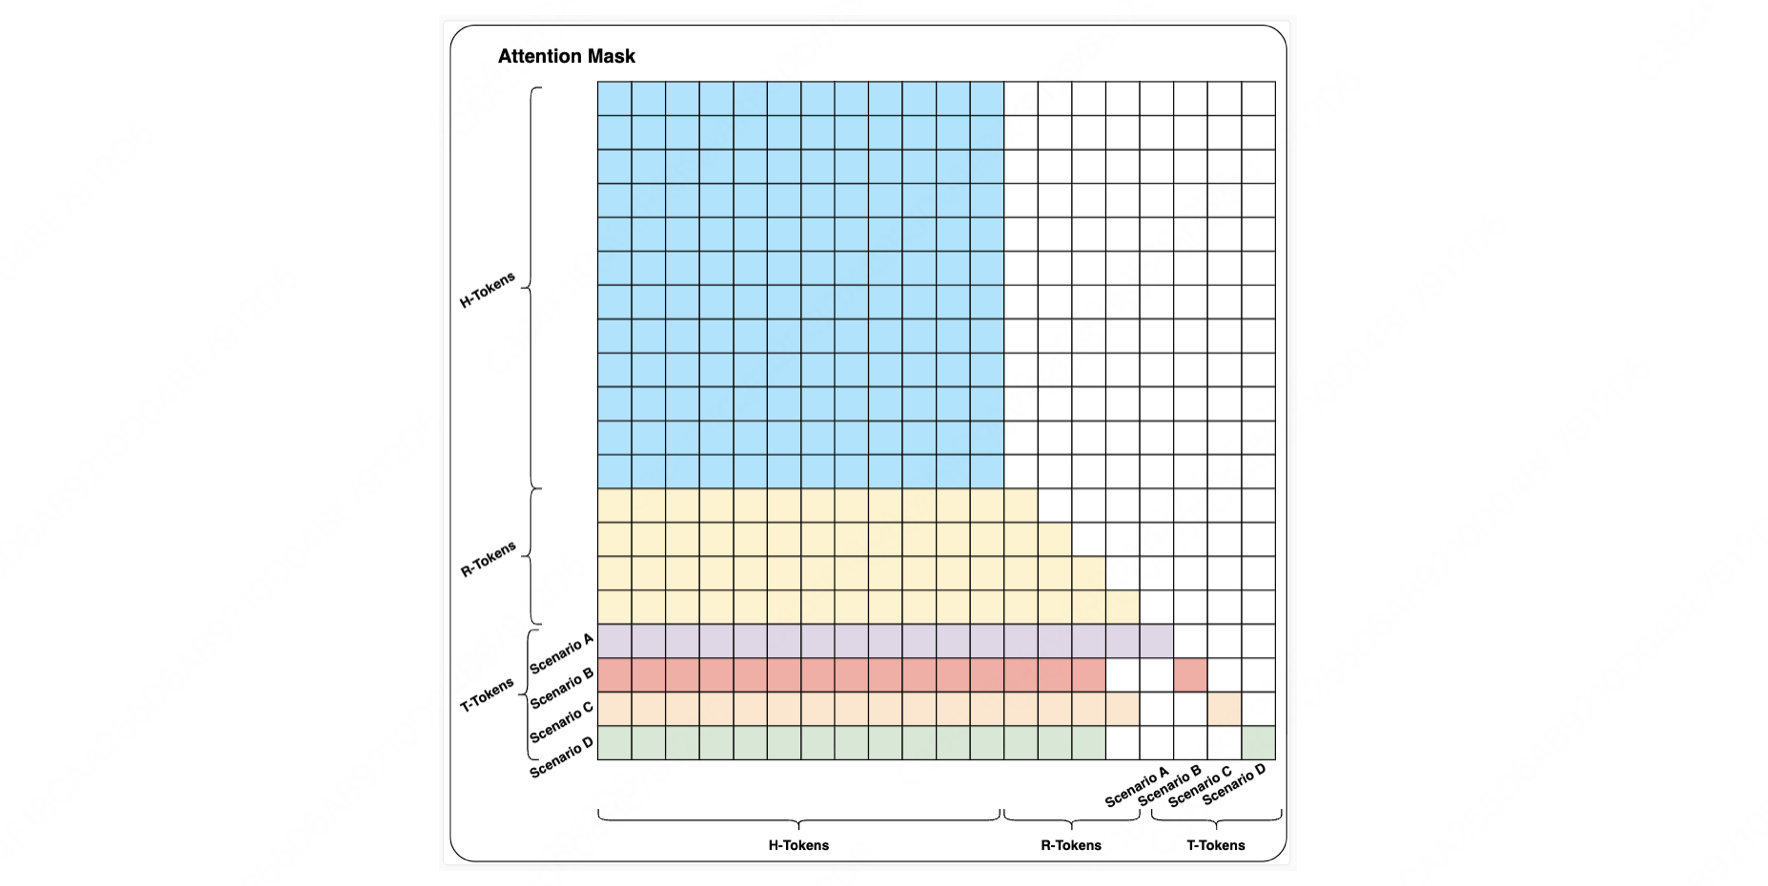 Attention Mask
H-Tokens
R-Tokens
T-Tokens
Scenario A
Scenario B
Scenario C
Scenario D
Scenario A
Scenario B
Scenario C
Scenario D
H-Tokens
R-Tokens
T-Tokens